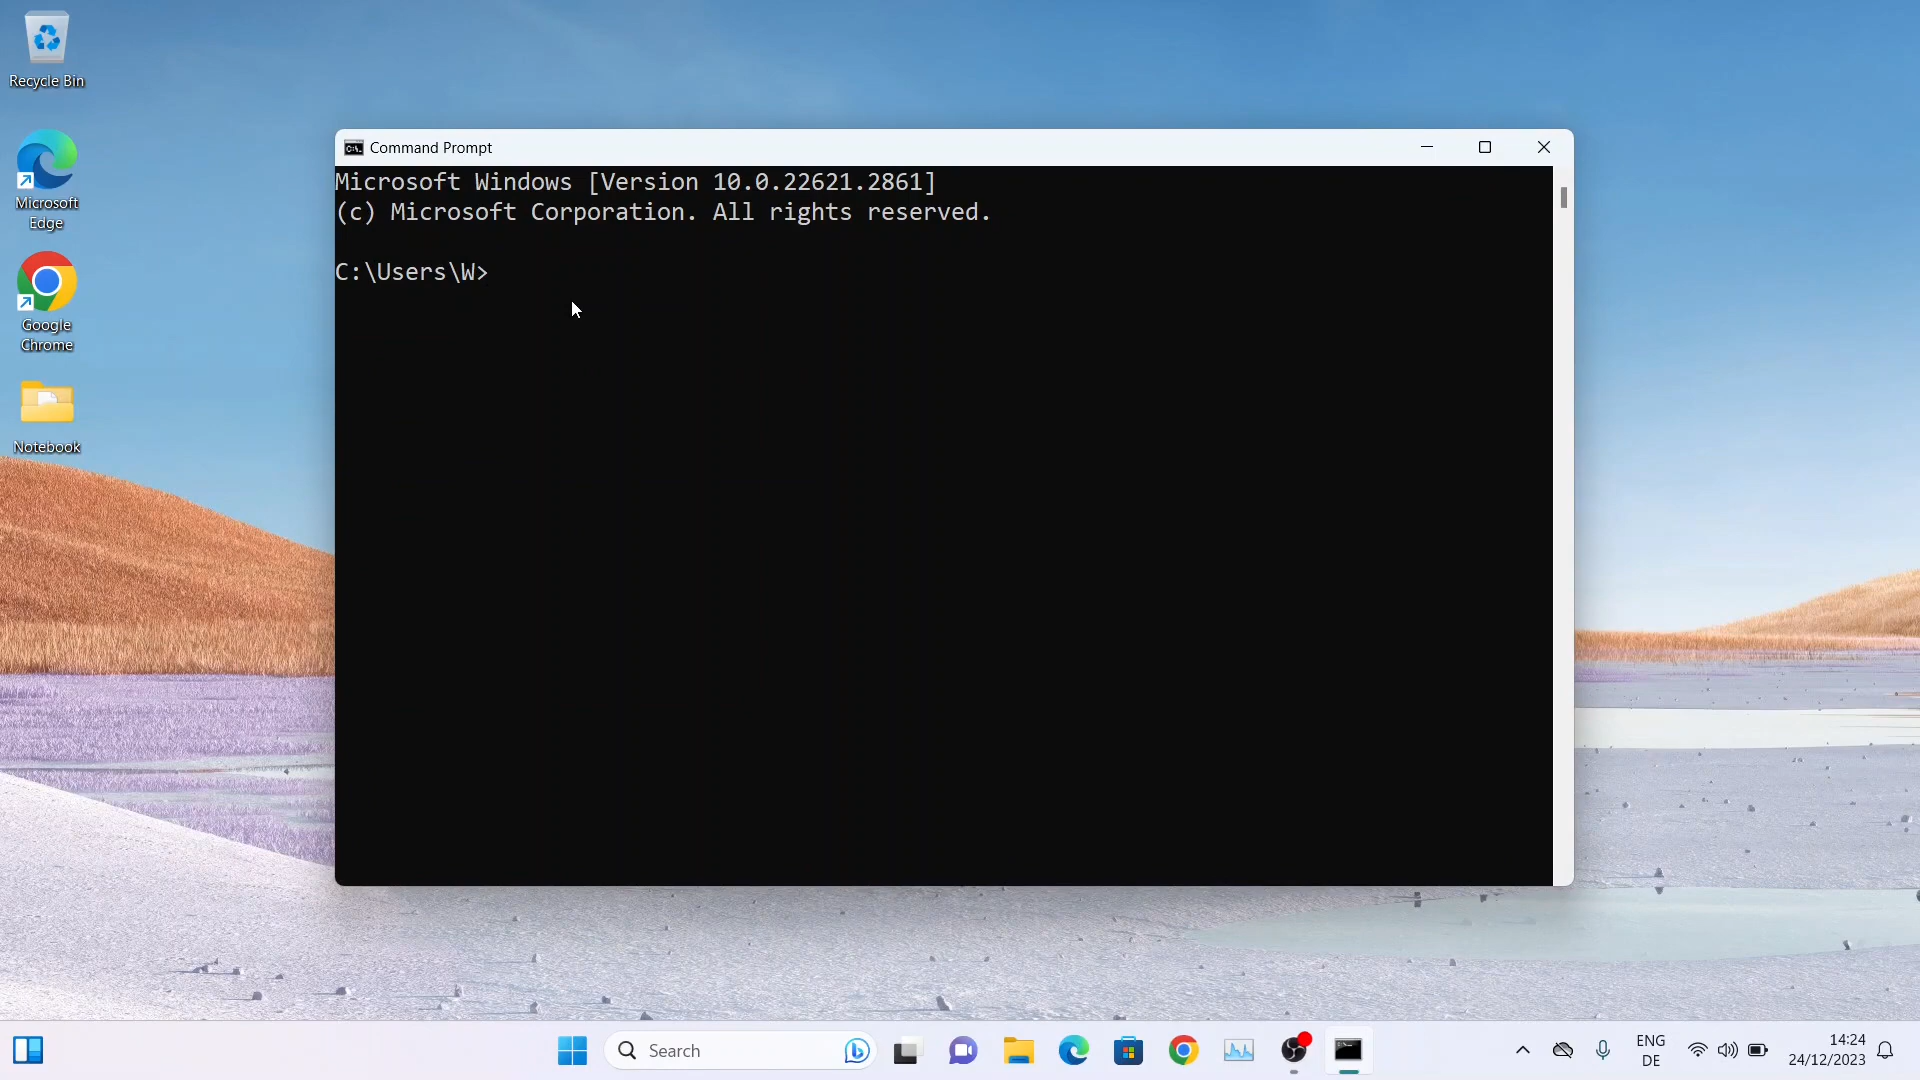 Recycle Bin
Microsoft
Edge
Google
Chrome
Notebook
Command Prompt
Microsoft Windows [Version 10.0.22621.2861]
(c) Microsoft Corporation. All rights reserved.
C:\Users\W>
Search
ENG
DE
14:24
24/12/2023